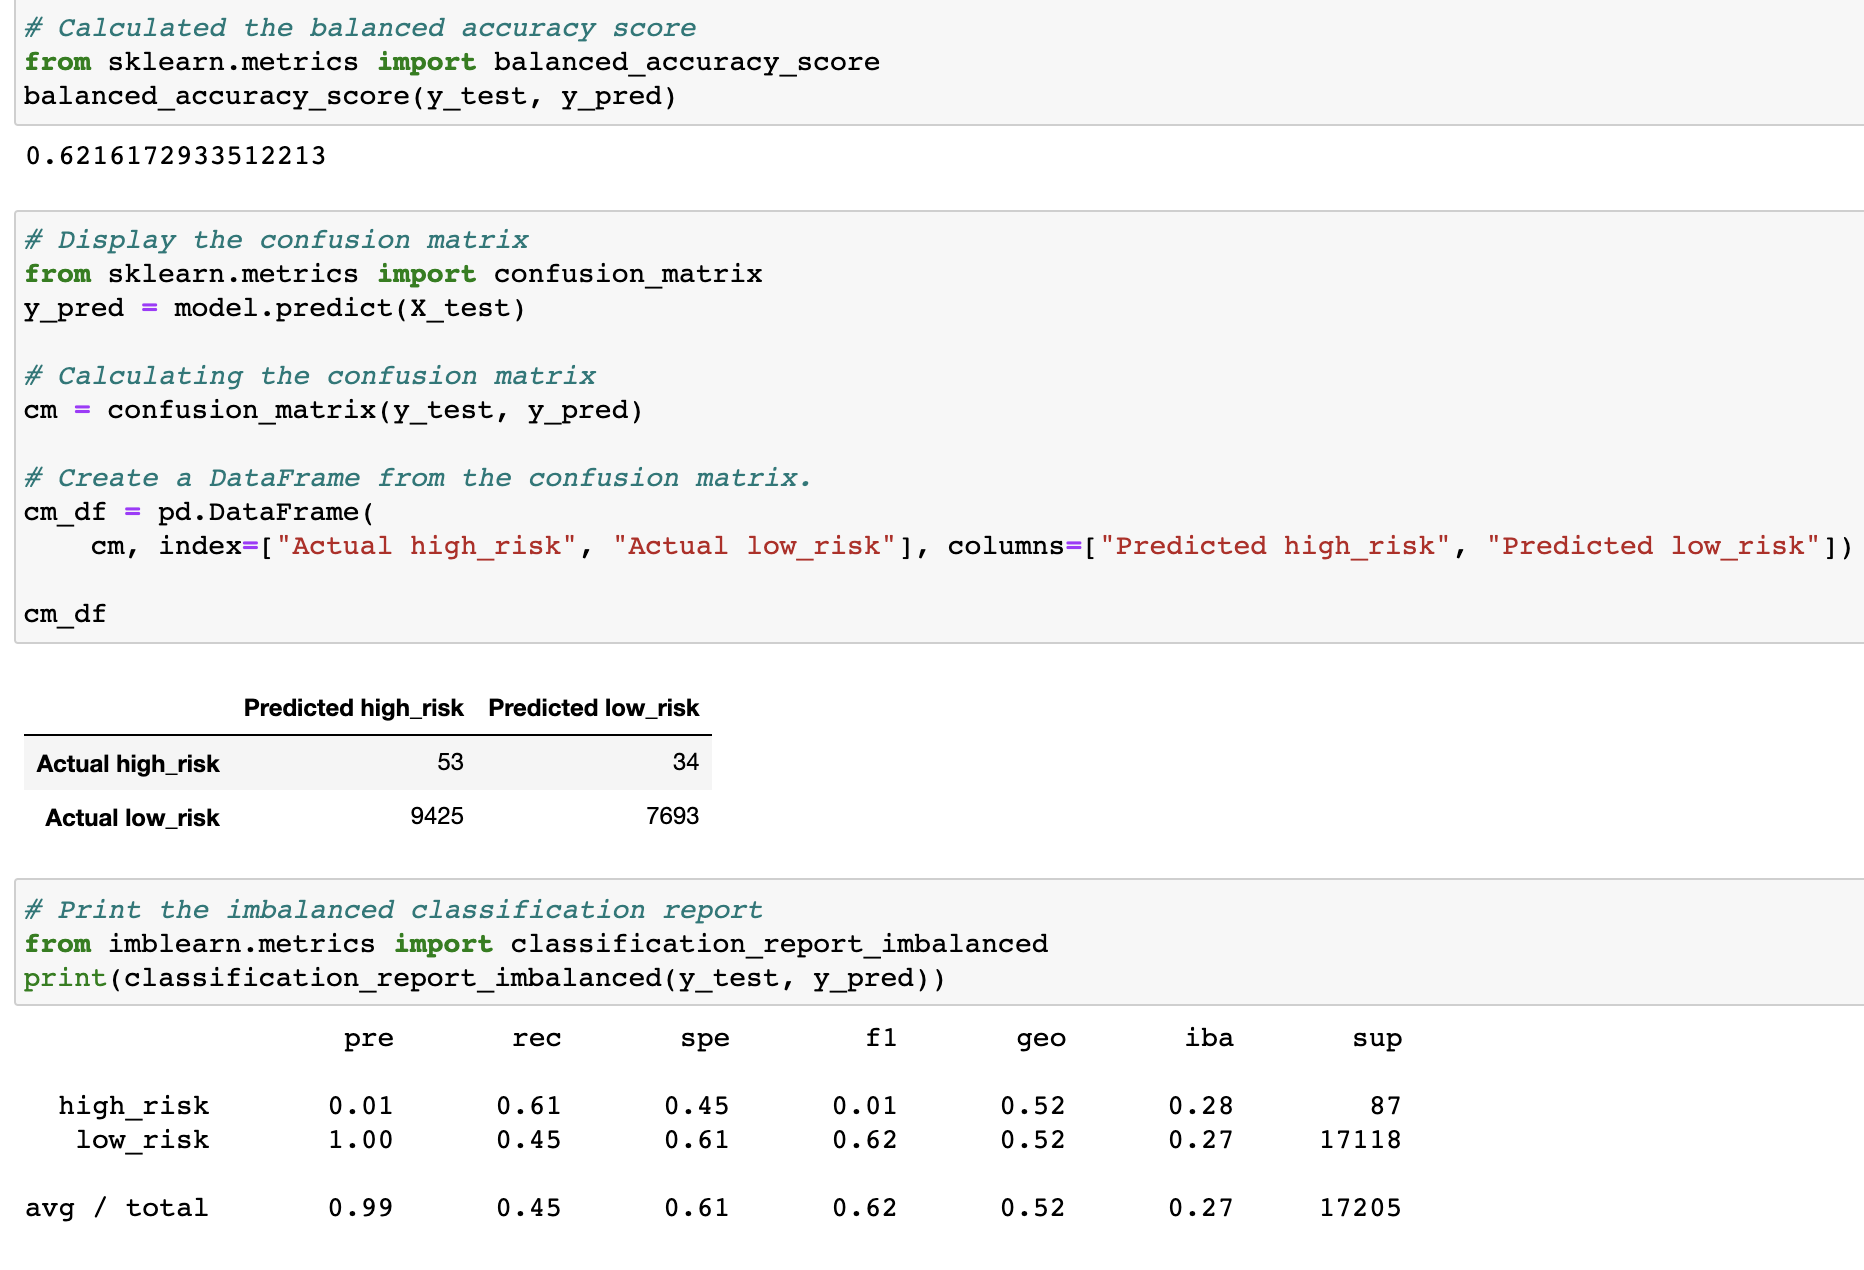 # Calculated the balanced accuracy score
from sklearn.metrics import balanced_accuracy_score
balanced_accuracy_score(y_test, y_pred)
0.6216172933512213
# Display the confusion matrix
from sklearn.metrics import confusion_matrix
y_pred = model.predict(X_test)
# Calculating the confusion matrix
cm = confusion_matrix(y_test, y_pred)
# Create a DataFrame from the confusion matrix.
cm_df = pd.DataFrame(
    cm, index=["Actual high_risk", "Actual low_risk"], columns=["Predicted high_risk", "Predicted low_risk"])
cm_df
Predicted high_risk Predicted low_risk
Actual high_risk 53 34
Actual low_risk 9425 7693
# Print the imbalanced classification report
from imblearn.metrics import classification_report_imbalanced
print(classification_report_imbalanced(y_test, y_pred))
pre rec spe f1 geo iba sup
high_risk 0.01 0.61 0.45 0.01 0.52 0.28 87
low_risk 1.00 0.45 0.61 0.62 0.52 0.27 17118
avg / total 0.99 0.45 0.61 0.62 0.52 0.27 17205